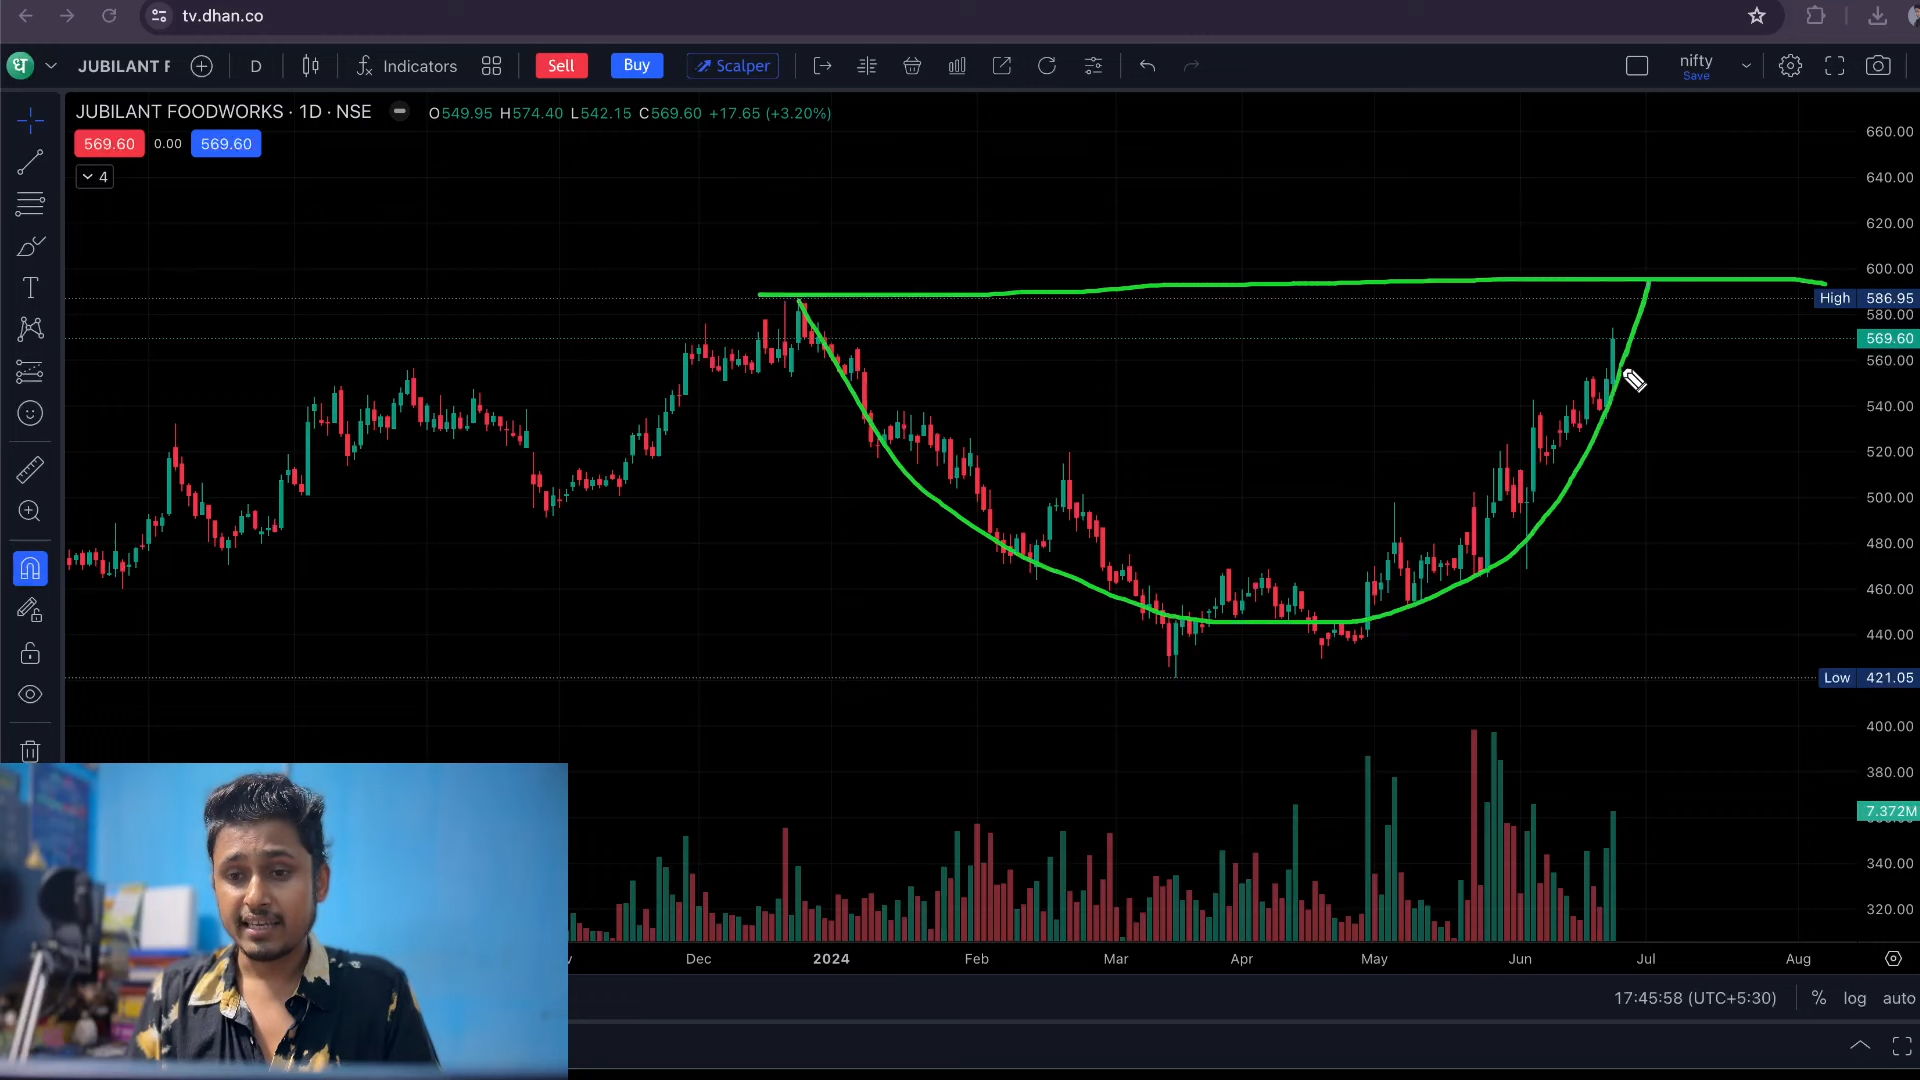 tv.dhan.co
ध JUBILANT F D Indicators Sell Buy Scalper nifty
Save
JUBILANT FOODWORKS · 1D · NSE O549.95 H574.40 L542.15 C569.60 +17.65 (+3.20%)
569.60 0.00 569.60
4
660.00
640.00
620.00
600.00
High 586.95
580.00
569.60
560.00
540.00
520.00
500.00
480.00
460.00
440.00
Low 421.05
400.00
380.00
7.372M
340.00
320.00
Dec 2024 Feb Mar Apr May Jun Jul Aug
17:45:58 (UTC+5:30) % log auto